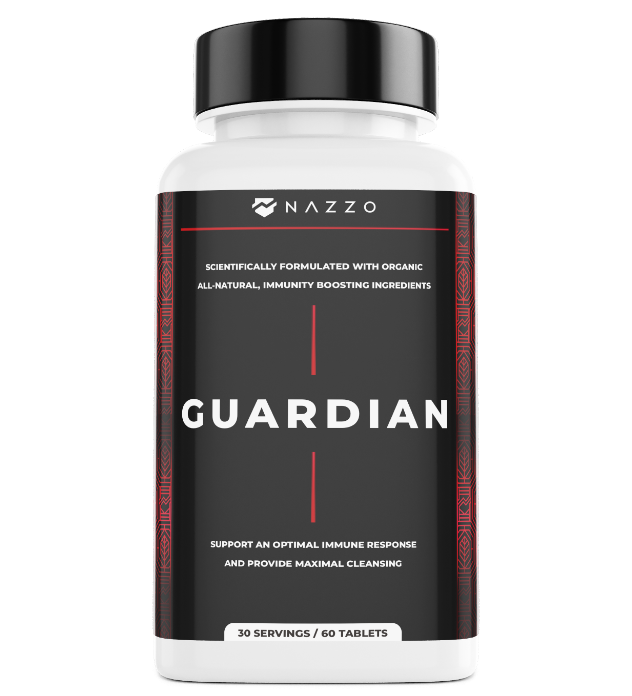 NAZZO
SCIENTIFICALLY FORMULATED WITH ORGANIC
ALL-NATURAL, IMMUNITY BOOSTING INGREDIENTS
GUARDIAN
SUPPORT AN OPTIMAL IMMUNE RESPONSE
AND PROVIDE MAXIMAL CLEANSING
30 SERVINGS / 60 TABLETS